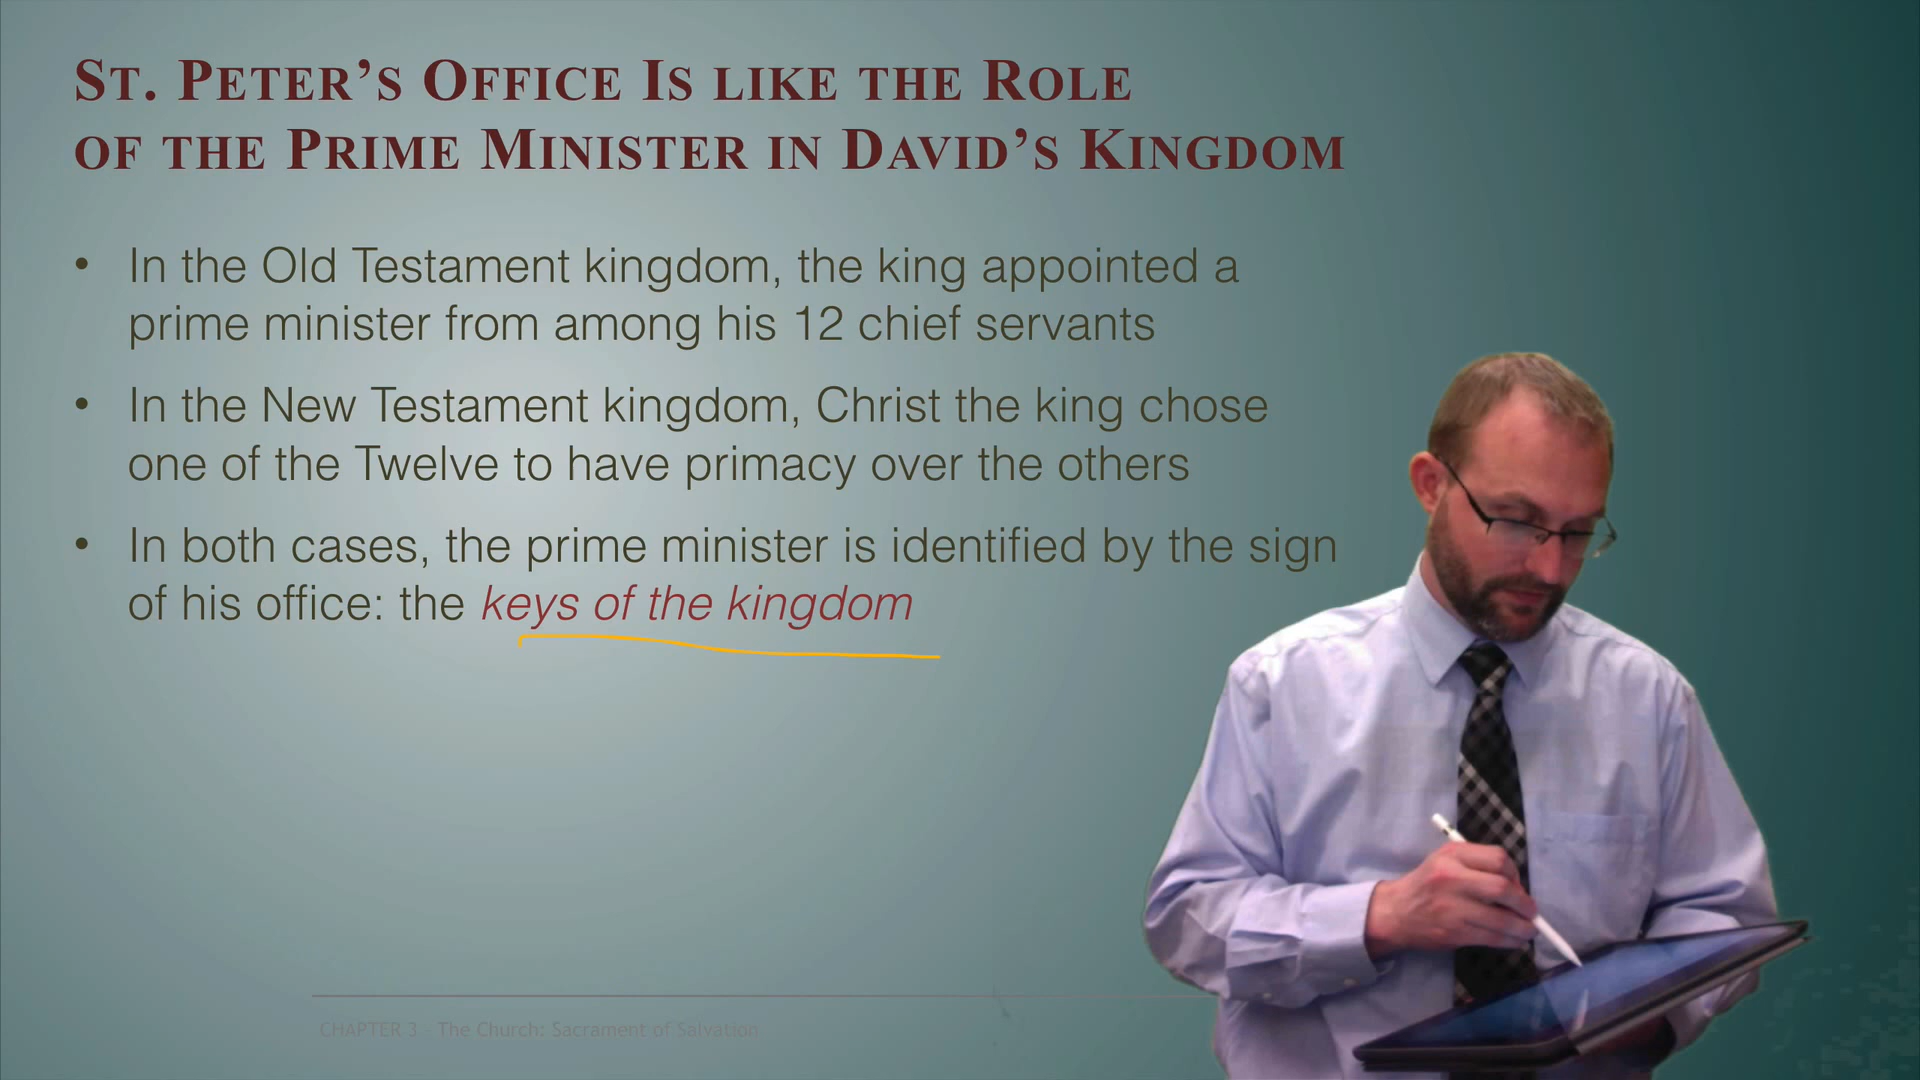 St. Peter’s Office Is like the Role
of the Prime Minister in David’s Kingdom
• In the Old Testament kingdom, the king appointed a
prime minister from among his 12 chief servants
• In the New Testament kingdom, Christ the king chose
one of the Twelve to have primacy over the others
• In both cases, the prime minister is identified by the sign
of his office: the keys of the kingdom
CHAPTER 3 - The Church: Sacrament of Salvation